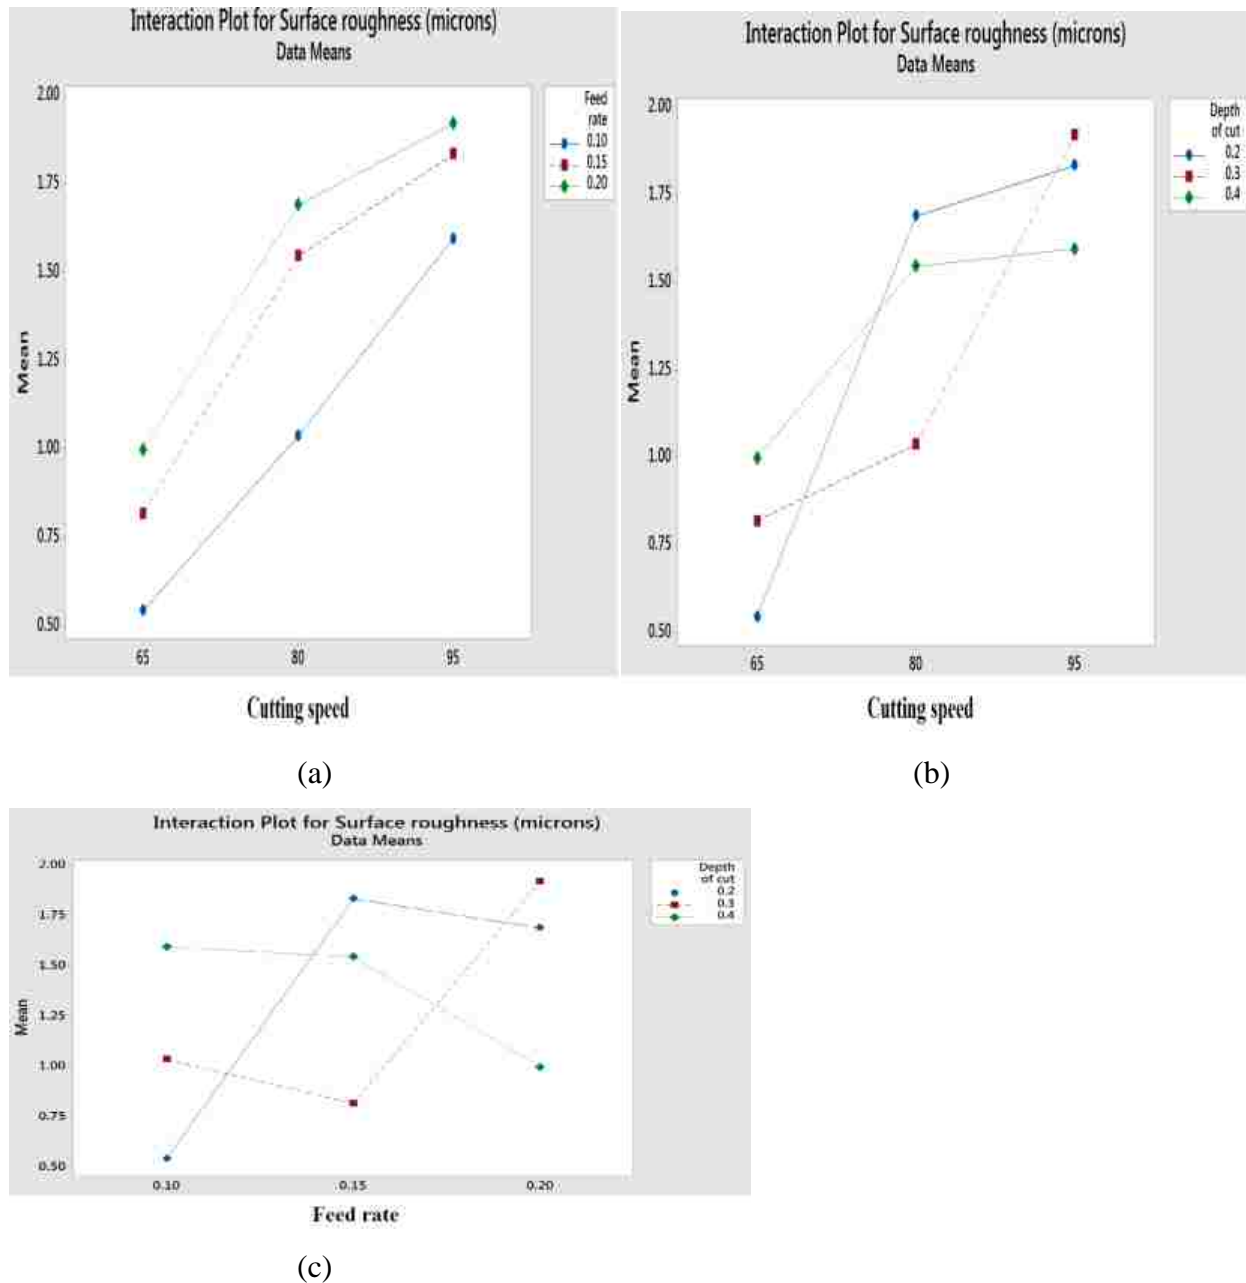 Interaction Plot for Surface roughness (microns)
Data Means
Feed
rate
0.10
0.15
0.20
2.00
1.75
1.50
1.25
1.00
0.75
0.50
Mean
65 80 95
Cutting speed
(a)
Interaction Plot for Surface roughness (microns)
Data Means
Depth
of cut
0.2
0.3
0.4
2.00
1.75
1.50
1.25
1.00
0.75
0.50
Mean
65 80 95
Cutting speed
(b)
Interaction Plot for Surface roughness (microns)
Data Means
Depth
of cut
0.2
0.3
0.4
2.00
1.75
1.50
1.25
1.00
0.75
0.50
Mean
0.10 0.15 0.20
Feed rate
(c)